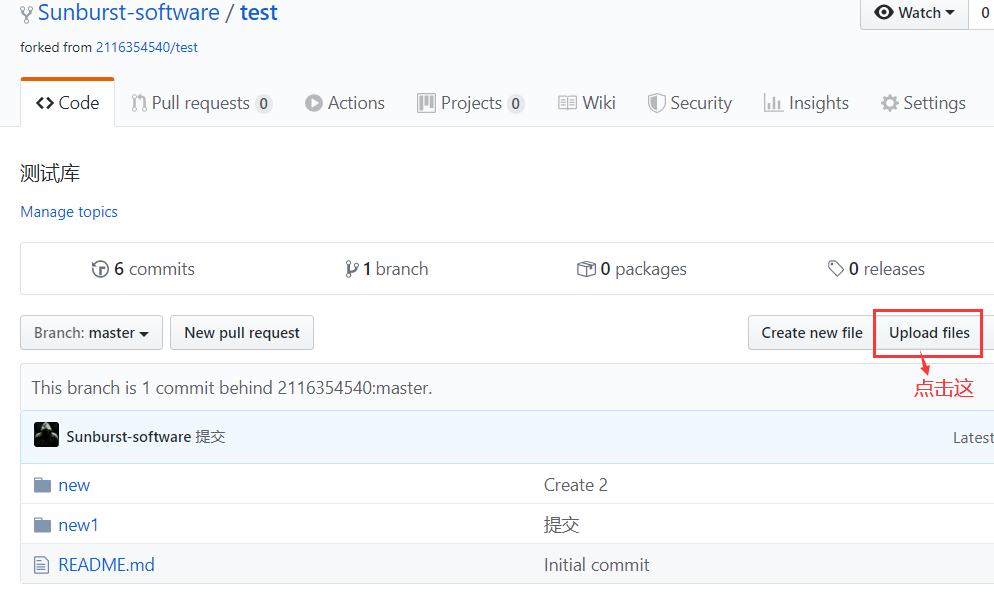 Sunburst-software / test
Watch 0
forked from 2116354540/test
Code Pull requests 0 Actions Projects 0 Wiki Security Insights Settings
测试库
Manage topics
6 commits 1 branch 0 packages 0 releases
Branch: master New pull request Create new file Upload files
This branch is 1 commit behind 2116354540:master.
点击这
Sunburst-software 提交 Latest
new Create 2
new1 提交
README.md Initial commit